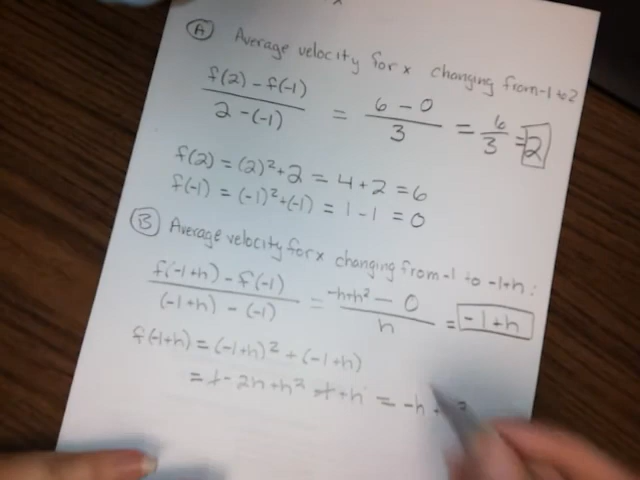 (A) Average velocity for x changing from -1 to 2
f(2) - f(-1) / 2 - (-1) = 6 - 0 / 3 = 6/3 = 2
f(2) = (2)² + 2 = 4 + 2 = 6
f(-1) = (-1)² + (-1) = 1 - 1 = 0
(B) Average velocity for x changing from -1 to -1+h:
f(-1+h) - f(-1) / (-1+h) - (-1) = -h+h² - 0 / h = -1+h
f(-1+h) = (-1+h)² + (-1+h)
= 1 - 2h + h² - 1 + h = -h +